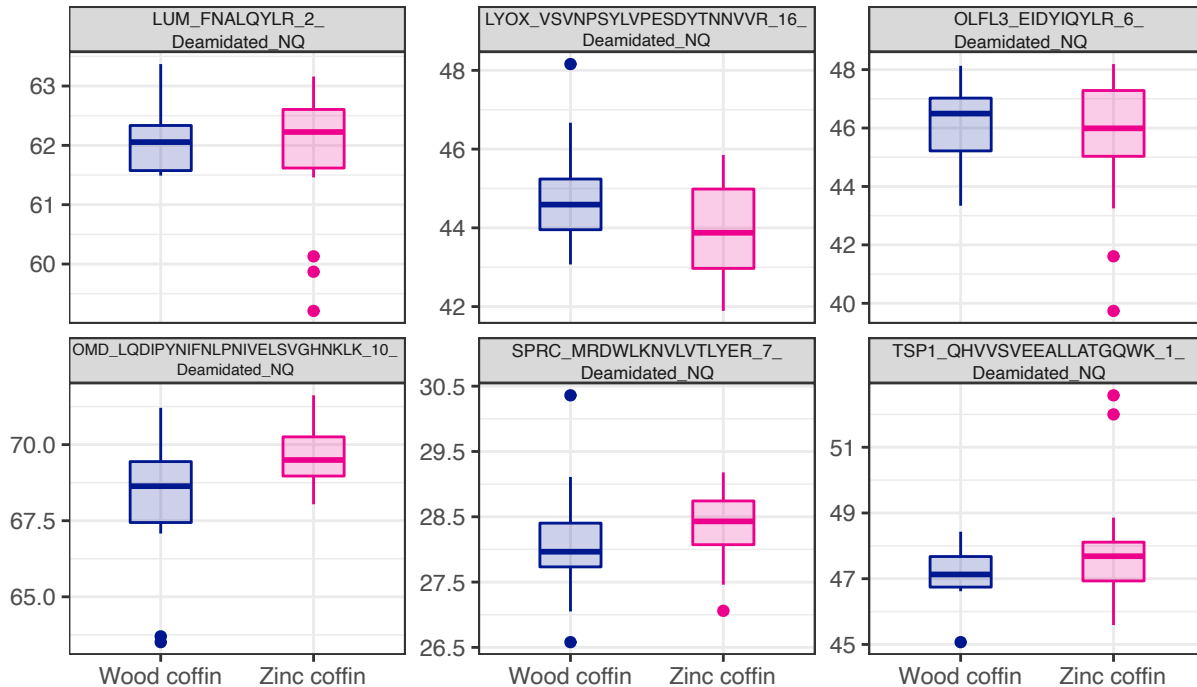 LUM_FNALQYLR_2_
Deamidated_NQ
LYOX_VSVNPSYLVPESDYTNNVVR_16_
Deamidated_NQ
OLFL3_EIDYIQYLR_6_
Deamidated_NQ
63
62
61
60
48
46
44
42
48
46
44
42
40
OMD_LQDIPYNIFNLPNIVELSVGHNKLK_10_
Deamidated_NQ
SPRC_MRDWLKNVLVTLYER_7_
Deamidated_NQ
TSP1_QHVVSVEEALLATGQWK_1_
Deamidated_NQ
70.0
67.5
65.0
30.5
29.5
28.5
27.5
26.5
51
49
47
45
Wood coffin Zinc coffin
Wood coffin Zinc coffin
Wood coffin Zinc coffin